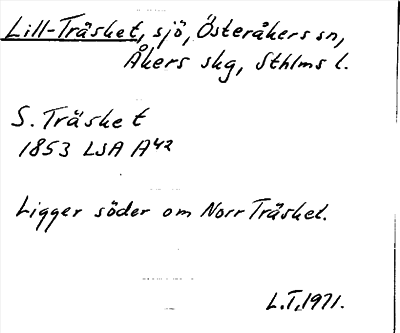 Lill-Träsket, sjö, Österåkers sn,
Åkers skg, Sthlms l.
S. Träsket
1853 LSA A42
Ligger söder om Norr Träsket.
L.T. 1971.